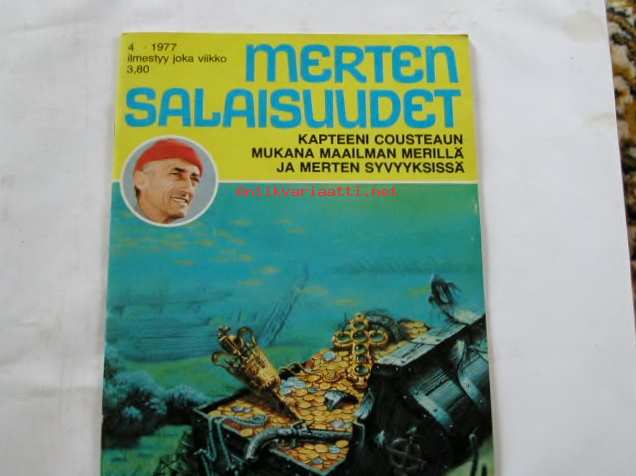 4 · 1977
ilmestyy joka viikko
3,80
MERTEN
SALAISUUDET
KAPTEENI COUSTEAUN
MUKANA MAAILMAN MERILLÄ
JA MERTEN SYVYYKSISSÄ
Antikvariaatti.net